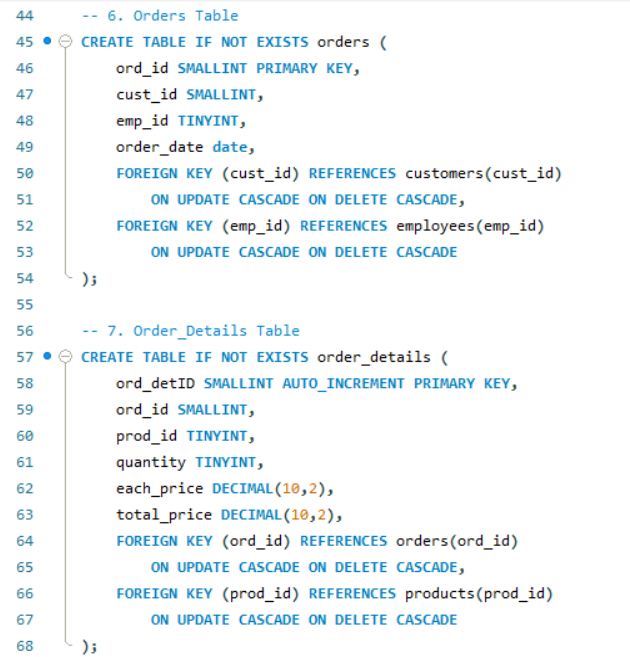 44 -- 6. Orders Table
45 CREATE TABLE IF NOT EXISTS orders (
46 ord_id SMALLINT PRIMARY KEY,
47 cust_id SMALLINT,
48 emp_id TINYINT,
49 order_date date,
50 FOREIGN KEY (cust_id) REFERENCES customers(cust_id)
51 ON UPDATE CASCADE ON DELETE CASCADE,
52 FOREIGN KEY (emp_id) REFERENCES employees(emp_id)
53 ON UPDATE CASCADE ON DELETE CASCADE
54 );
55
56 -- 7. Order_Details Table
57 CREATE TABLE IF NOT EXISTS order_details (
58 ord_detID SMALLINT AUTO_INCREMENT PRIMARY KEY,
59 ord_id SMALLINT,
60 prod_id TINYINT,
61 quantity TINYINT,
62 each_price DECIMAL(10,2),
63 total_price DECIMAL(10,2),
64 FOREIGN KEY (ord_id) REFERENCES orders(ord_id)
65 ON UPDATE CASCADE ON DELETE CASCADE,
66 FOREIGN KEY (prod_id) REFERENCES products(prod_id)
67 ON UPDATE CASCADE ON DELETE CASCADE
68 );